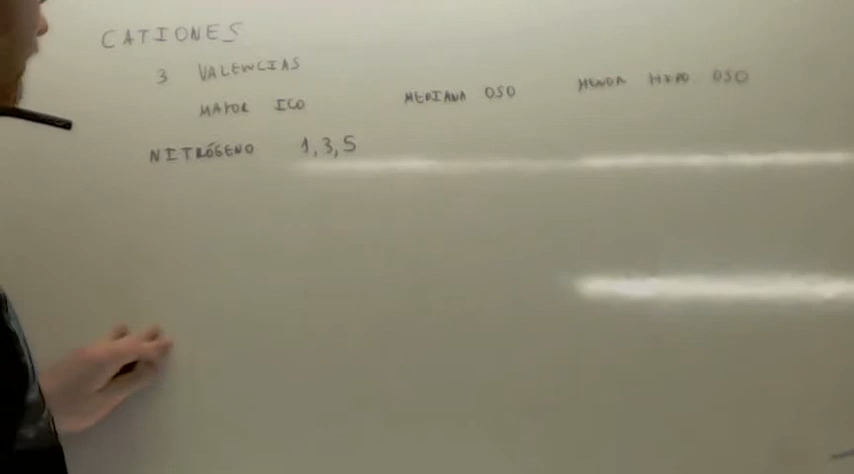 CATIONES
3 VALENCIAS
MAYOR ICO MEDIANA OSO MENOR HIPO OSO
NITRÓGENO 1,3,5